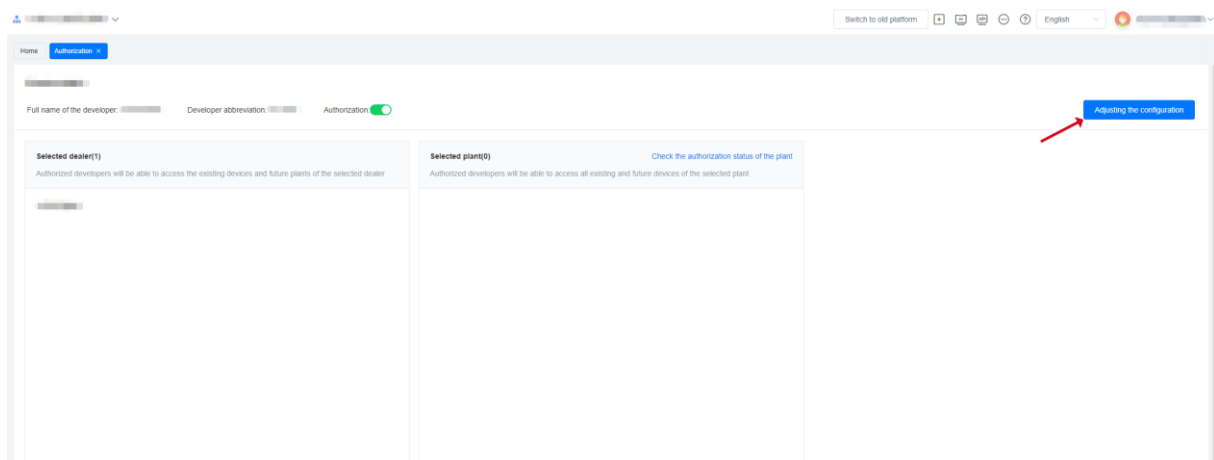 Switch to old platform English
Home Authorization ×
Full name of the developer: Developer abbreviation: Authorization:
Adjusting the configuration
Selected dealer(1)
Authorized developers will be able to access the existing devices and future plants of the selected dealer
Selected plant(0) Check the authorization status of the plant
Authorized developers will be able to access all existing and future devices of the selected plant